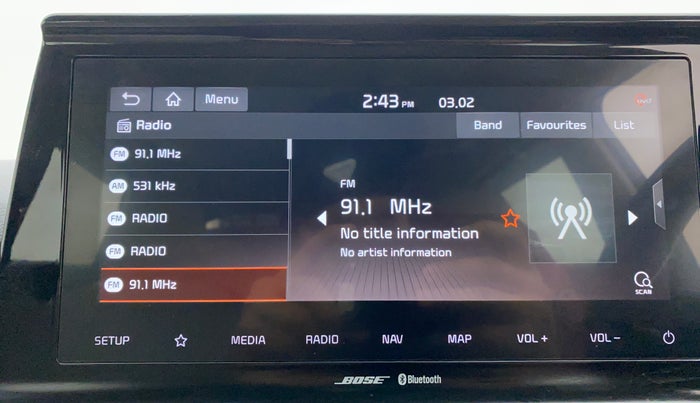 Menu
2:43 PM 03.02
Radio
Band Favourites List
FM 91.1 MHz
AM 531 kHz
FM RADIO
FM RADIO
FM 91.1 MHz
FM
91.1 MHz
No title information
No artist information
SCAN
SETUP MEDIA RADIO NAV MAP VOL + VOL –
BOSE Bluetooth